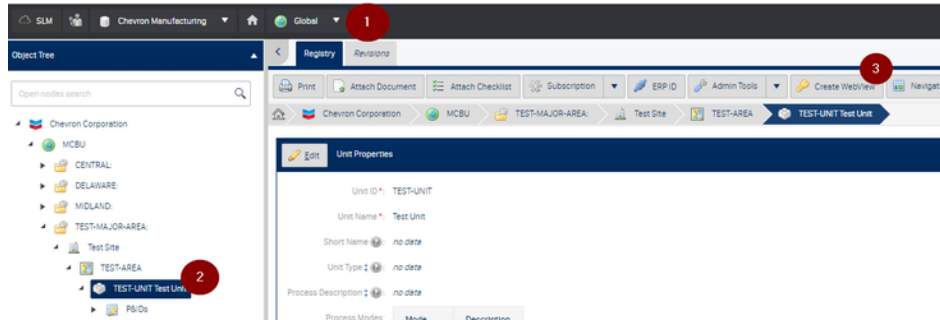 SLM Chevron Manufacturing Global 1
Object Tree Registry Revisions
3
Print Attach Document Attach Checklist Subscription ERP ID Admin Tools Create WebView Navigat
Open nodes search
Chevron Corporation MCBU TEST-MAJOR-AREA: Test Site TEST-AREA TEST-UNIT Test Unit
Chevron Corporation
MCBU
Edit Unit Properties
CENTRAL:
DELAWARE:
Unit ID*: TEST-UNIT
MIDLAND:
Unit Name*: Test Unit
TEST-MAJOR-AREA:
Short Name: no data
Test Site
Unit Type: no data
TEST-AREA
2
TEST-UNIT Test Unit
Process Description: no data
P&IDs
Process Modes: Mode Description